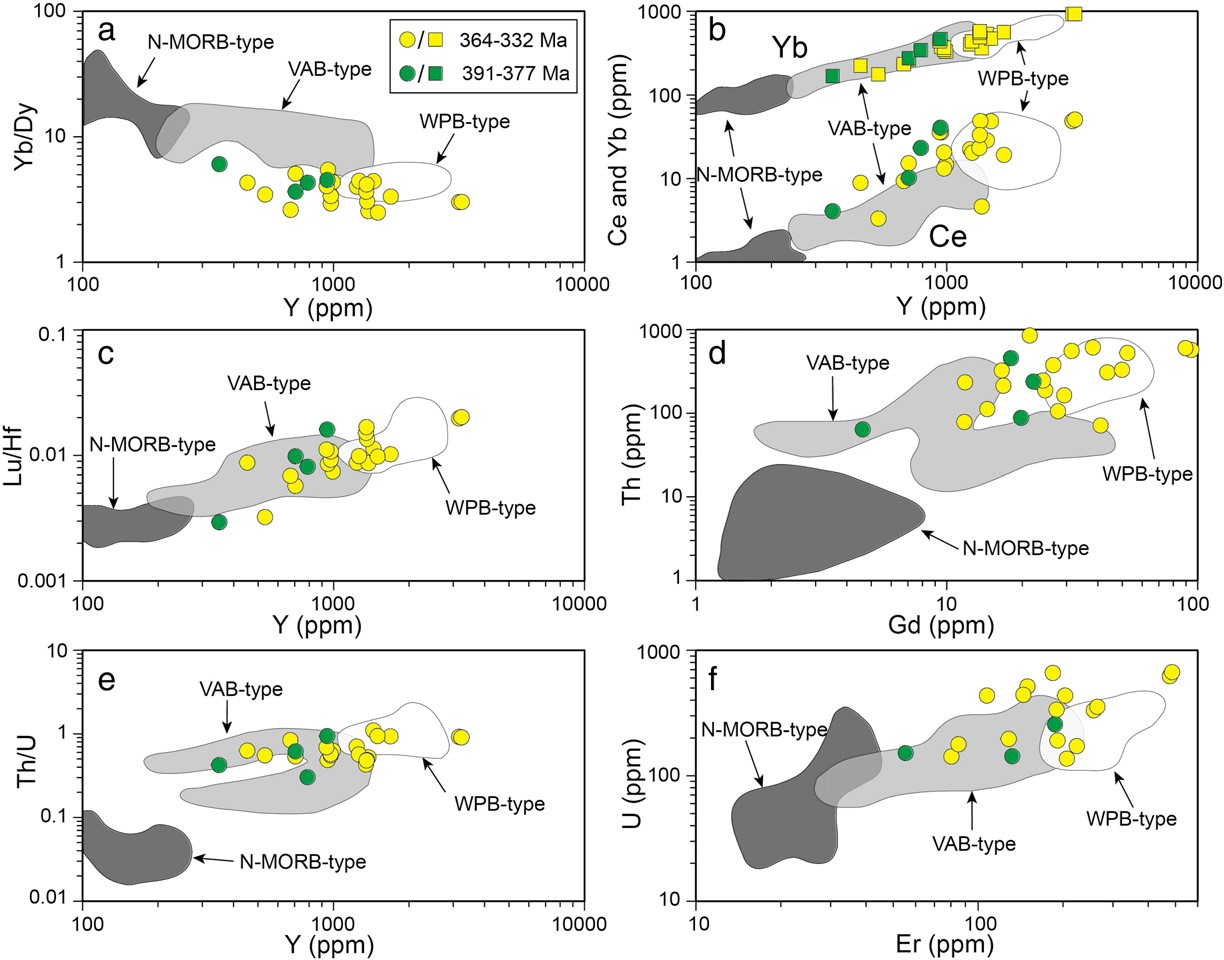 a
100
10
1
Yb/Dy
100
1000
10000
Y (ppm)
N-MORB-type
VAB-type
WPB-type
/ 364-332 Ma
/ 391-377 Ma
b
1000
100
10
1
Ce and Yb (ppm)
100
1000
10000
Y (ppm)
Yb
WPB-type
VAB-type
N-MORB-type
Ce
c
0.1
0.01
0.001
Lu/Hf
100
1000
10000
Y (ppm)
VAB-type
N-MORB-type
WPB-type
d
1000
100
10
1
Th (ppm)
1
10
100
Gd (ppm)
VAB-type
WPB-type
N-MORB-type
e
10
1
0.1
0.01
Th/U
100
1000
10000
Y (ppm)
VAB-type
WPB-type
N-MORB-type
f
1000
100
10
U (ppm)
10
100
Er (ppm)
N-MORB-type
WPB-type
VAB-type